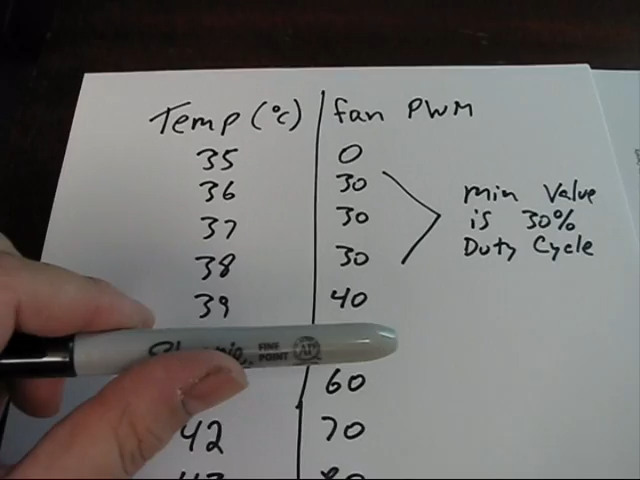 Temp (°C) fan PWM
35 0
36 30
37 30
38 30
39 40
60
42 70
min Value
is 30%
Duty Cycle
FINE
POINT
AP